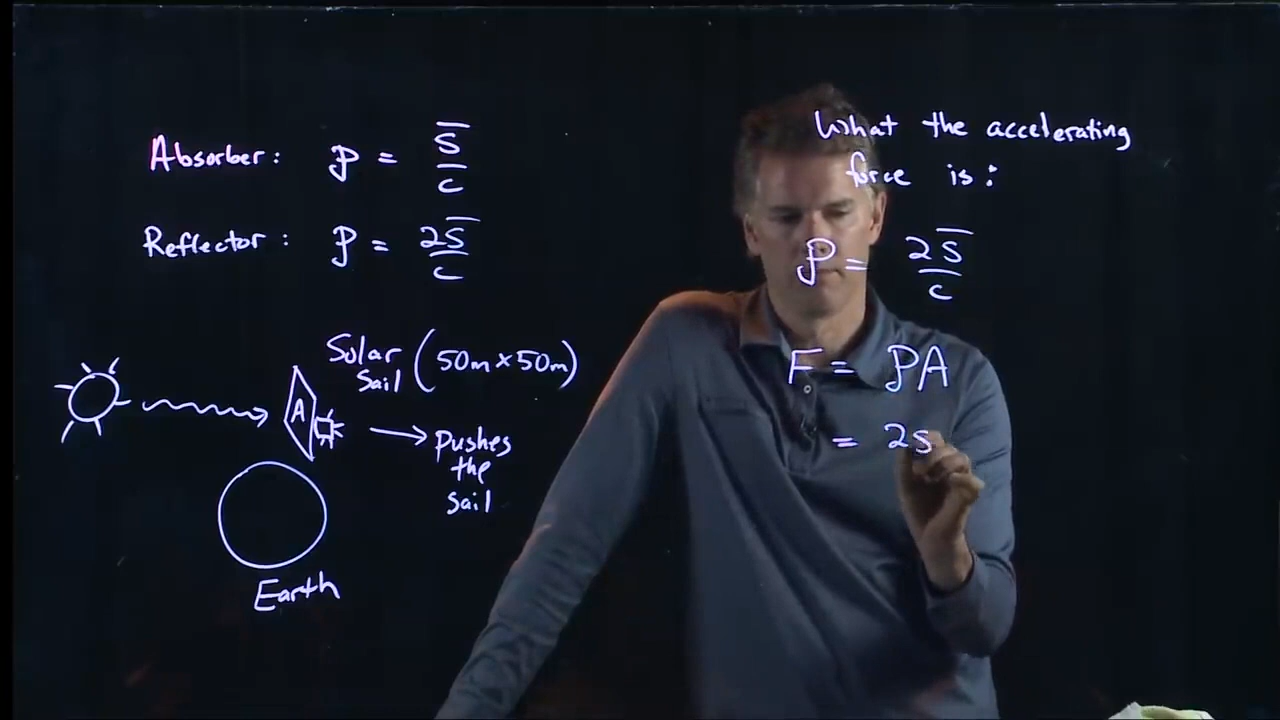 Absorber: P = S̅/c
Reflector: P = 2S̅/c
Solar Sail (50m × 50m)
A
→ pushes
the
sail
Earth
What the accelerating
force is:
P = 2S̅/c
F = PA
= 2S